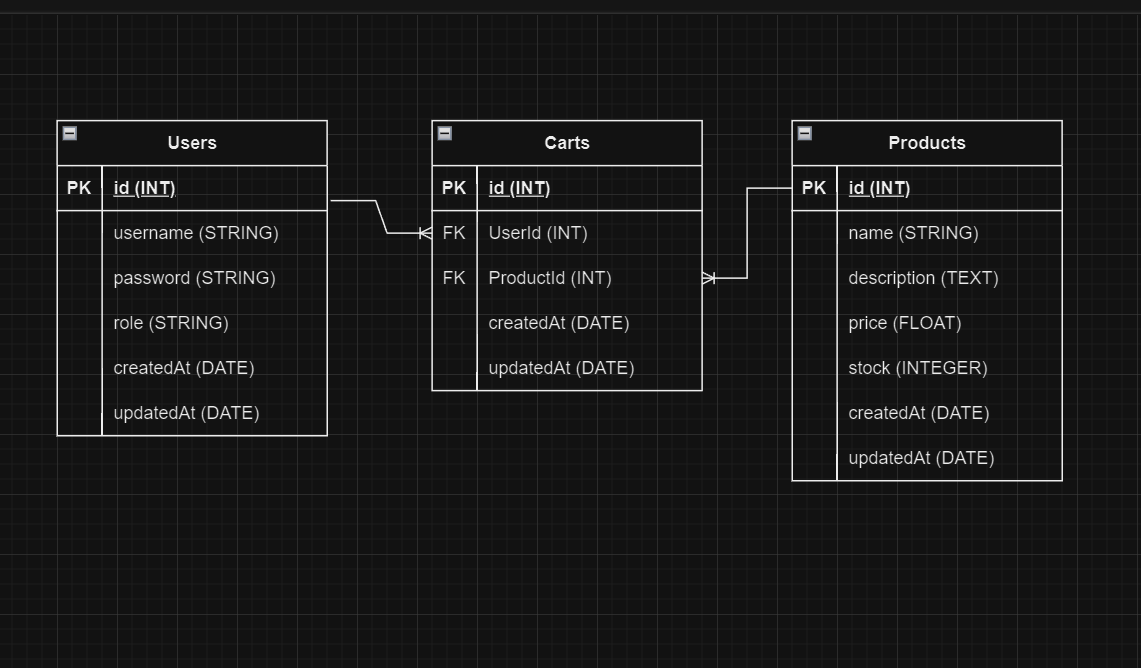 Users
PK id (INT)
username (STRING)
password (STRING)
role (STRING)
createdAt (DATE)
updatedAt (DATE)
Carts
PK id (INT)
FK UserId (INT)
FK ProductId (INT)
createdAt (DATE)
updatedAt (DATE)
Products
PK id (INT)
name (STRING)
description (TEXT)
price (FLOAT)
stock (INTEGER)
createdAt (DATE)
updatedAt (DATE)